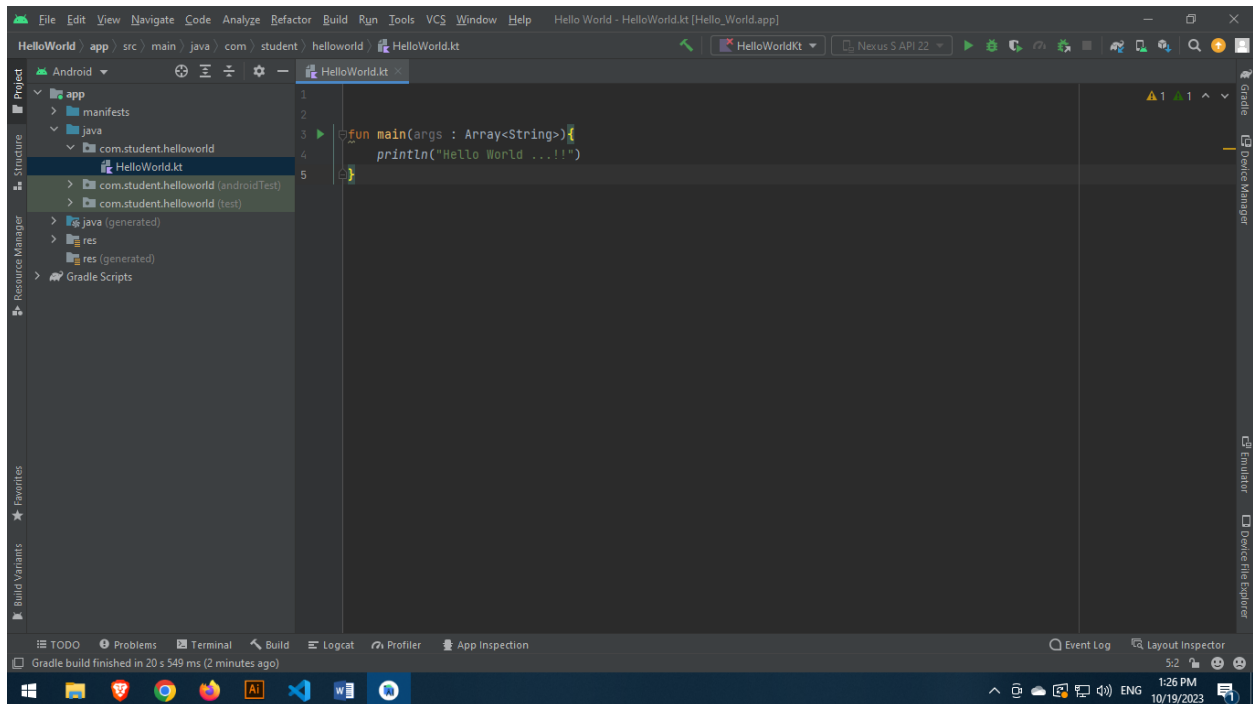 File Edit View Navigate Code Analyze Refactor Build Run Tools VCS Window Help Hello World - HelloWorld.kt [Hello_World.app]
HelloWorld app src main java com student helloworld HelloWorld.kt HelloWorldKt Nexus S API 22
Android HelloWorld.kt
Project
Structure
Resource Manager
Favorites
Build Variants
app
manifests
java
com.student.helloworld
HelloWorld.kt
com.student.helloworld (androidTest)
com.student.helloworld (test)
java (generated)
res
res (generated)
Gradle Scripts
1
2
3 fun main(args : Array<String>){
4 println("Hello World ...!!")
5 }
1 1
Gradle
Device Manager
Emulator
Device File Explorer
TODO Problems Terminal Build Logcat Profiler App Inspection Event Log Layout Inspector
Gradle build finished in 20 s 549 ms (2 minutes ago) 5:2
Ai W ENG 1:26 PM
10/19/2023 1